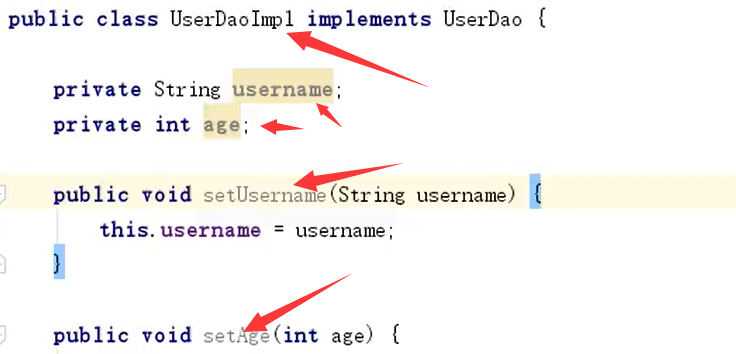 public class UserDaoImpl implements UserDao {
private String username;
private int age;
public void setUsername(String username) {
this.username = username;
}
public void setAge(int age) {